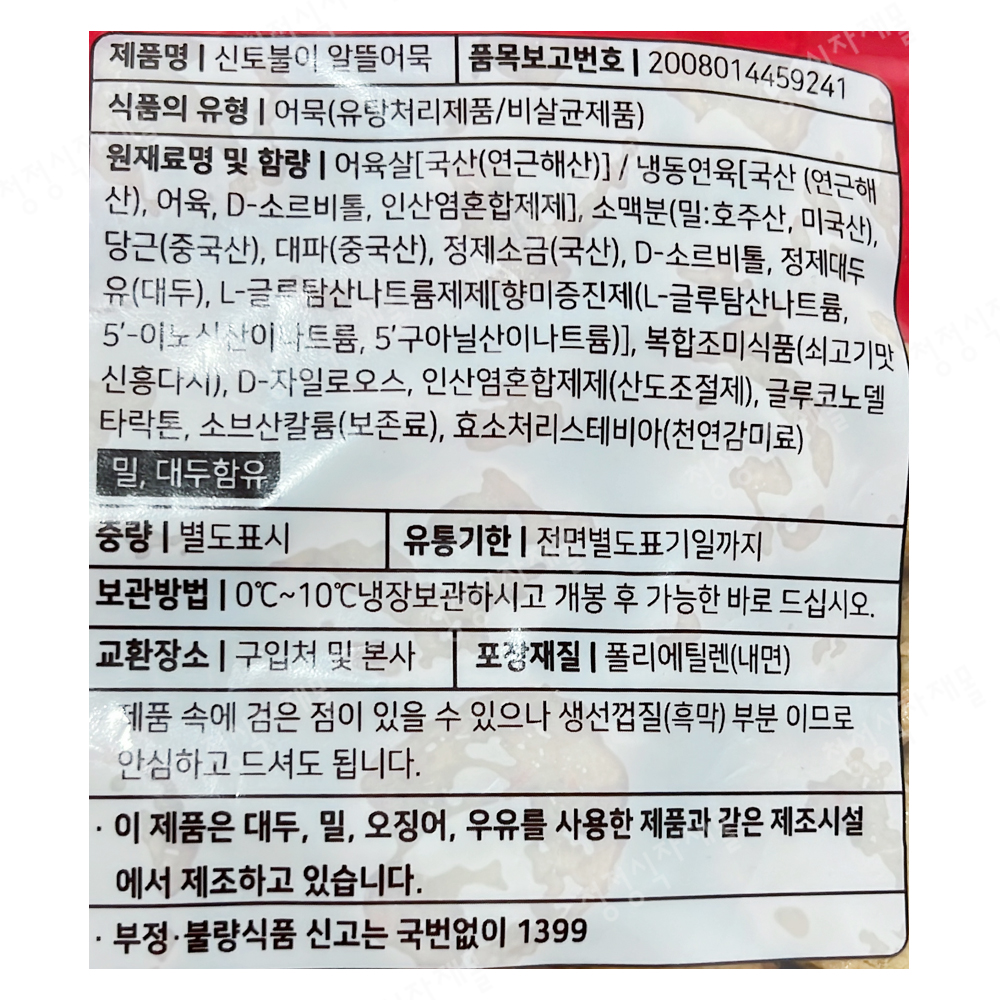 제품명 | 신토불이 알뜰어묵 품목보고번호 | 2008014459241
식품의 유형 | 어묵(유탕처리제품/비살균제품)
원재료명 및 함량 | 어육살[국산(연근해산)] / 냉동연육[국산 (연근해
산), 어육, D-소르비톨, 인산염혼합제제], 소맥분(밀:호주산, 미국산),
당근(중국산), 대파(중국산), 정제소금(국산), D-소르비톨, 정제대두
유(대두), L-글루탐산나트륨제제[향미증진제(L-글루탐산나트륨,
5'-이노신산이나트륨, 5'구아닐산이나트륨)], 복합조미식품(쇠고기맛
신흥다시), D-자일로오스, 인산염혼합제제(산도조절제), 글루코노델
타락톤, 소브산칼륨(보존료), 효소처리스테비아(천연감미료)
밀, 대두함유
중량 | 별도표시 유통기한 | 전면별도표기일까지
보관방법 | 0℃~10℃냉장보관하시고 개봉 후 가능한 바로 드십시오.
교환장소 | 구입처 및 본사 포장재질 | 폴리에틸렌(내면)
제품 속에 검은 점이 있을 수 있으나 생선껍질(흑막) 부분 이므로
안심하고 드셔도 됩니다.
· 이 제품은 대두, 밀, 오징어, 우유를 사용한 제품과 같은 제조시설
에서 제조하고 있습니다.
· 부정·불량식품 신고는 국번없이 1399